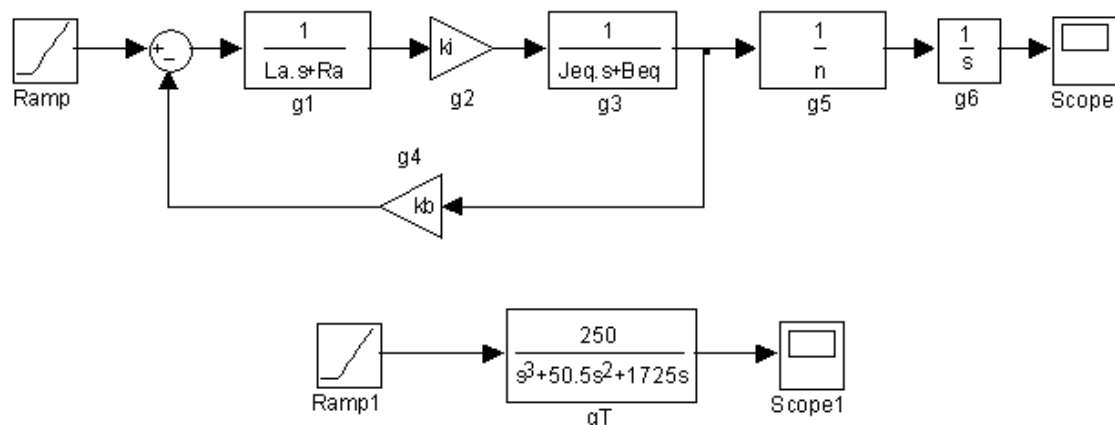 +
−
1
La.s+Ra
ki
1
Jeq.s+Beq
1
n
1
s
Ramp
g1
g2
g3
g5
g6
Scope
g4
kb
250
s³+50.5s²+1725s
Ramp1
gT
Scope1